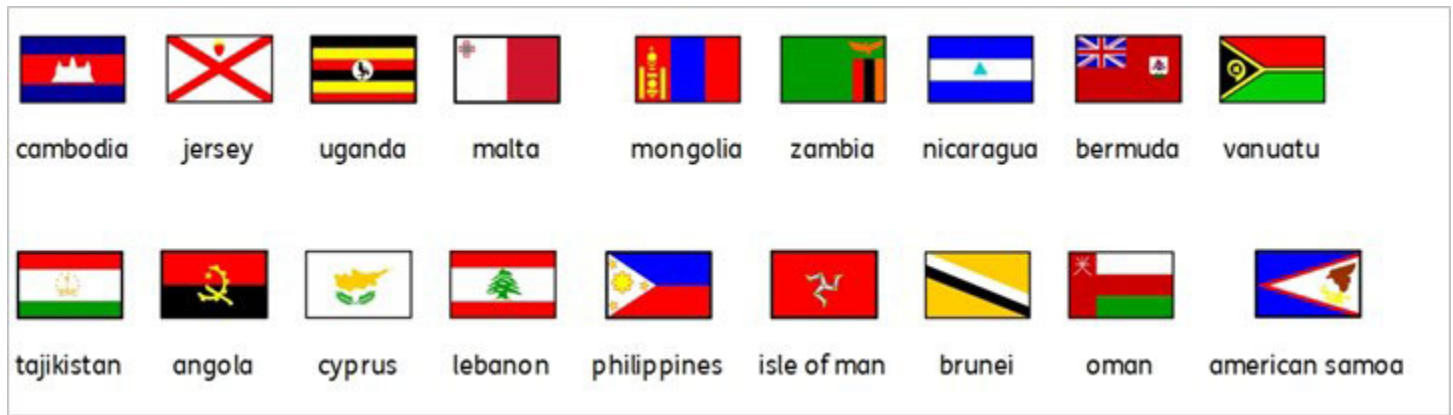 cambodia jersey uganda malta mongolia zambia nicaragua bermuda vanuatu
tajikistan angola cyprus lebanon philippines isle of man brunei oman american samoa